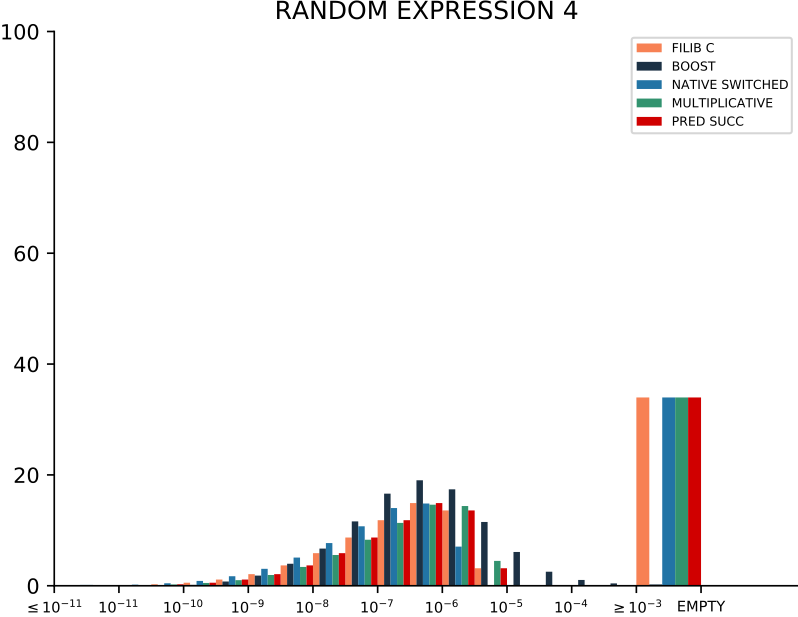 RANDOM EXPRESSION 4
100
80
60
40
20
0
FILIB C
BOOST
NATIVE SWITCHED
MULTIPLICATIVE
PRED SUCC
≤ 10⁻¹¹ 10⁻¹¹ 10⁻¹⁰ 10⁻⁹ 10⁻⁸ 10⁻⁷ 10⁻⁶ 10⁻⁵ 10⁻⁴ ≥ 10⁻³ EMPTY